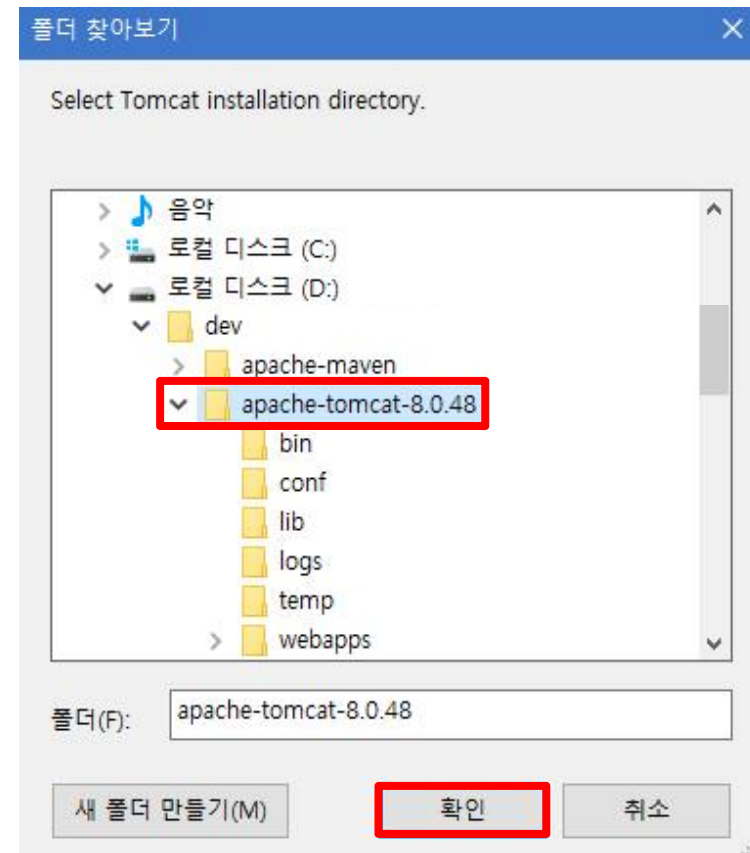 폴더 찾아보기
Select Tomcat installation directory.
음악
로컬 디스크 (C:)
로컬 디스크 (D:)
dev
apache-maven
apache-tomcat-8.0.48
bin
conf
lib
logs
temp
webapps
폴더(F): apache-tomcat-8.0.48
새 폴더 만들기(M) 확인 취소